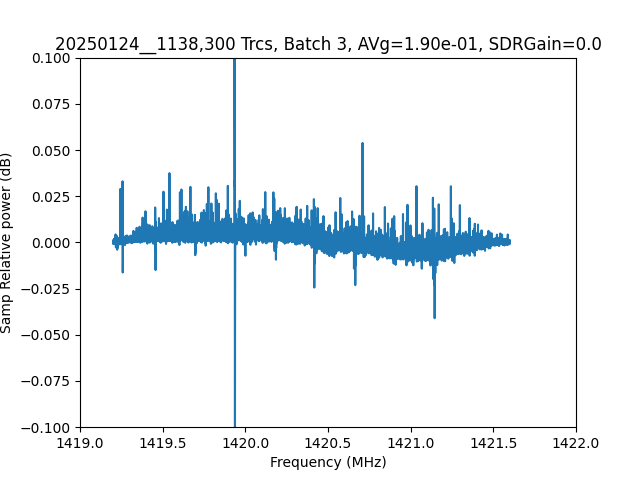 20250124__1138,300 Trcs, Batch 3, AVg=1.90e-01, SDRGain=0.0
0.100
0.075
0.050
0.025
0.000
−0.025
−0.050
−0.075
−0.100
Samp Relative power (dB)
1419.0 1419.5 1420.0 1420.5 1421.0 1421.5 1422.0
Frequency (MHz)